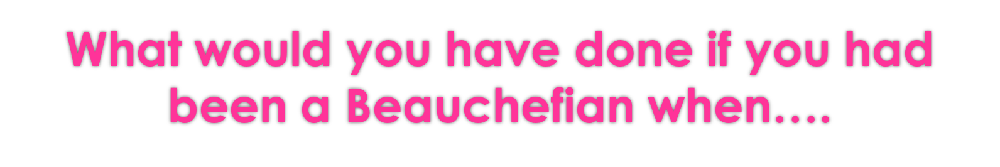 What would you have done if you had
been a Beauchefian when....